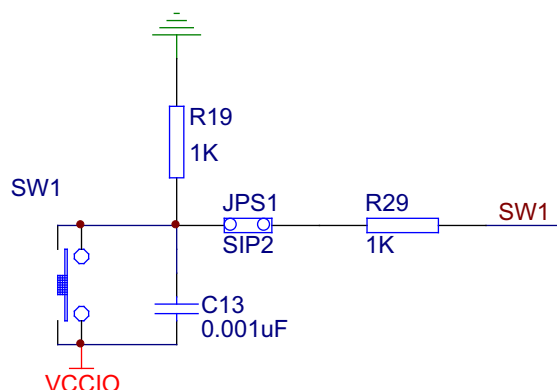 R19
1K
SW1
JPS1
R29
SW1
SIP2
1K
C13
0.001uF
VCCIO